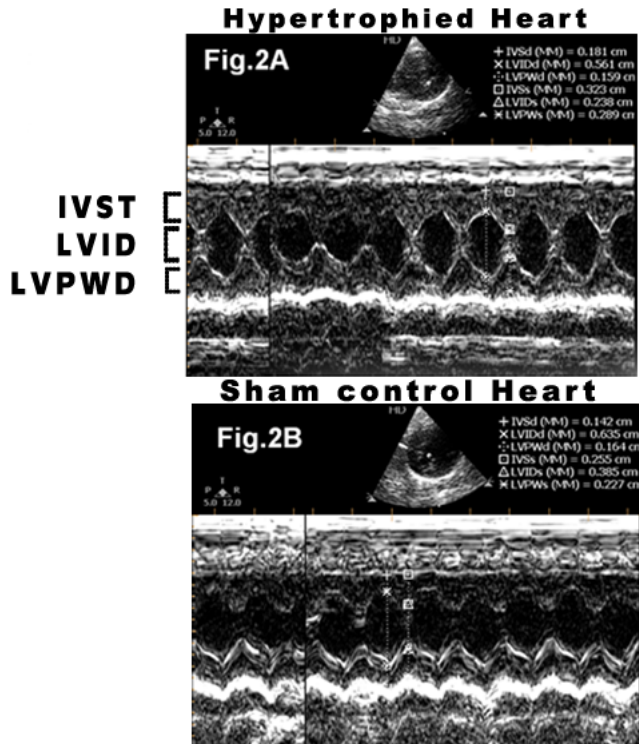 Hypertrophied Heart
Fig.2A
HD
+ IVSd (MM) = 0.181 cm
× LVIDd (MM) = 0.561 cm
LVPWd (MM) = 0.159 cm
IVSs (MM) = 0.323 cm
△ LVIDs (MM) = 0.238 cm
LVPWs (MM) = 0.289 cm
T
P R
5.0 12.0
IVST
LVID
LVPWD
Sham control Heart
Fig.2B
HD
+ IVSd (MM) = 0.142 cm
× LVIDd (MM) = 0.635 cm
LVPWd (MM) = 0.164 cm
IVSs (MM) = 0.255 cm
△ LVIDs (MM) = 0.385 cm
LVPWs (MM) = 0.227 cm
T
P R
5.0 12.0